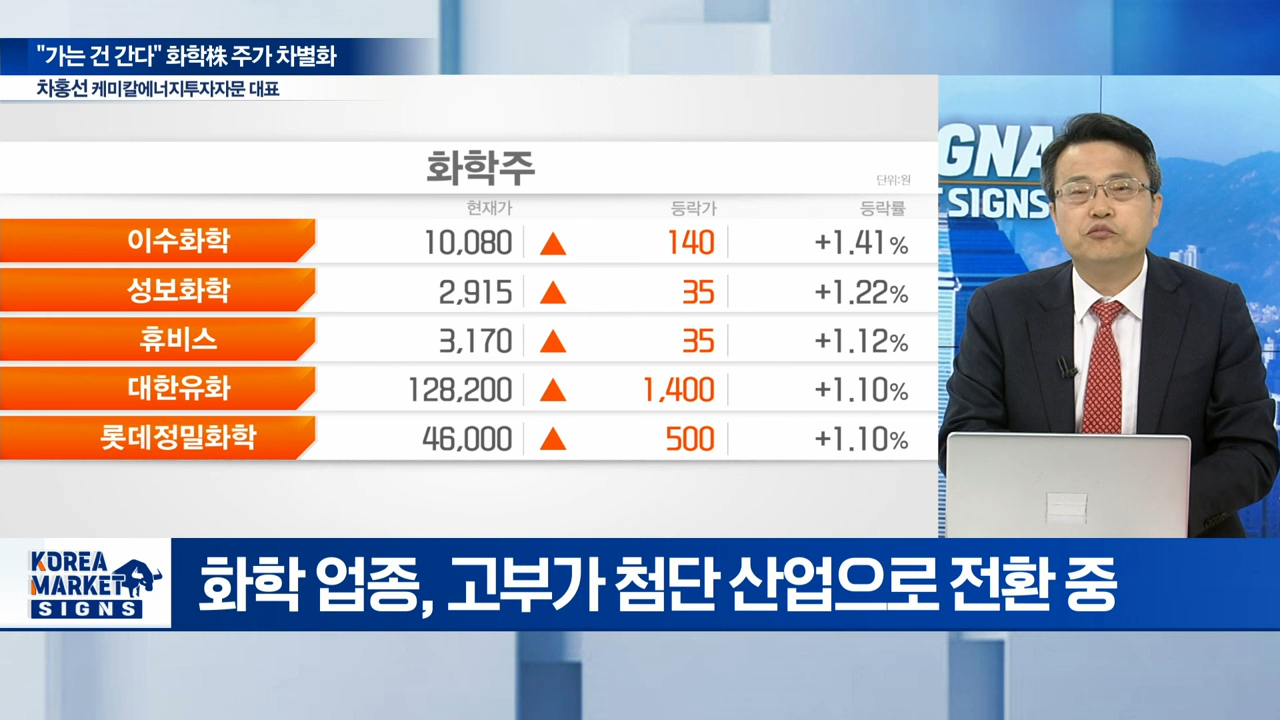 "가는 건 간다" 화학株 주가 차별화
차홍선 케미칼에너지투자자문 대표
화학주
단위:원
현재가 등락가 등락률
이수화학 10,080 ▲ 140 +1.41%
성보화학 2,915 ▲ 35 +1.22%
휴비스 3,170 ▲ 35 +1.12%
대한유화 128,200 ▲ 1,400 +1.10%
롯데정밀화학 46,000 ▲ 500 +1.10%
GNA
T SIGNS
KOREA
MARKET
SIGNS
화학 업종, 고부가 첨단 산업으로 전환 중